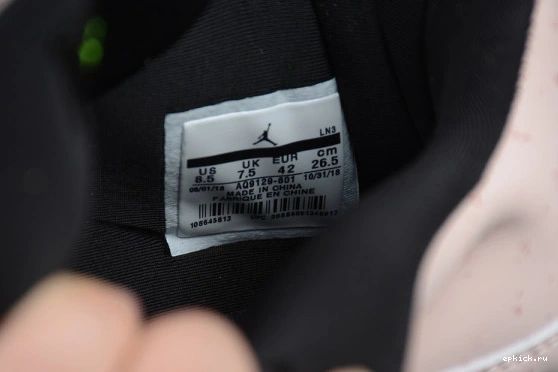 LN3
US UK EUR cm
8.5 7.5 42 26.5
08/01/18 AQ9129-601 10/31/18
MADE IN CHINA
FABRIQUE EN CHINE
108645813 UPC
epkick.ru